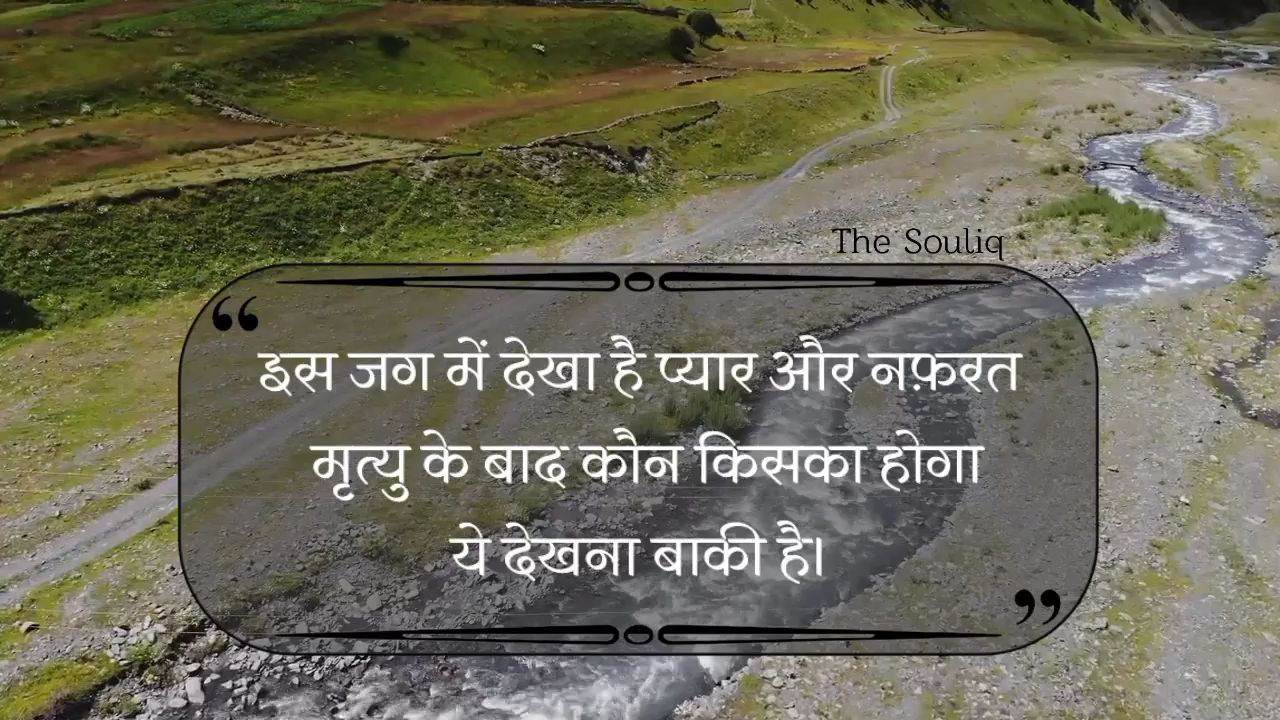 The Souliq
“
इस जग में देखा है प्यार और नफ़रत
मृत्यु के बाद कौन किसका होगा
ये देखना बाकी है।
”